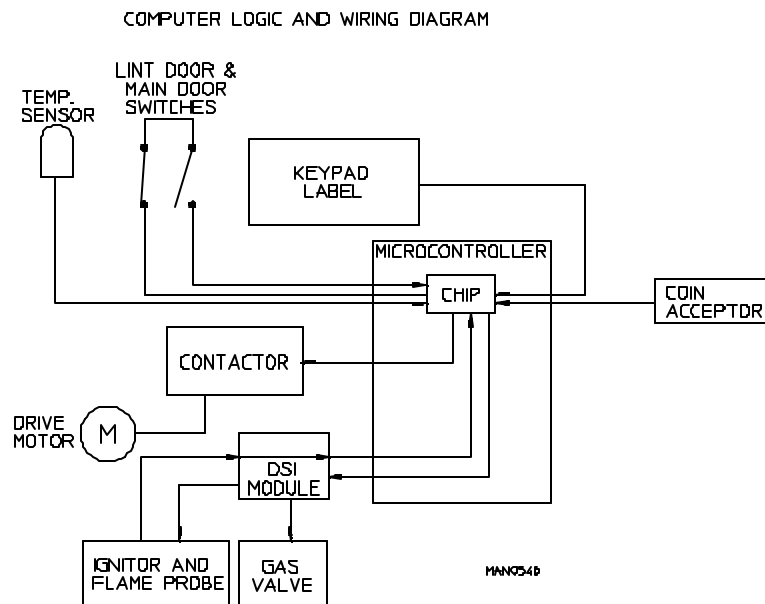 COMPUTER LOGIC AND WIRING DIAGRAM
LINT DOOR &
MAIN DOOR
SWITCHES
TEMP.
SENSOR
KEYPAD
LABEL
MICROCONTROLLER
CHIP
COIN
ACCEPTOR
CONTACTOR
DRIVE
MOTOR
M
DSI
MODULE
IGNITOR AND
FLAME PROBE
GAS
VALVE